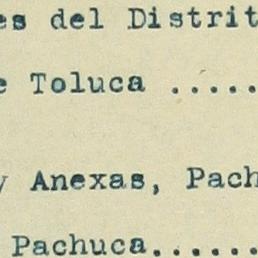 es del Distrit
e Toluca ......
y Anexas, Pach
Pachuca......